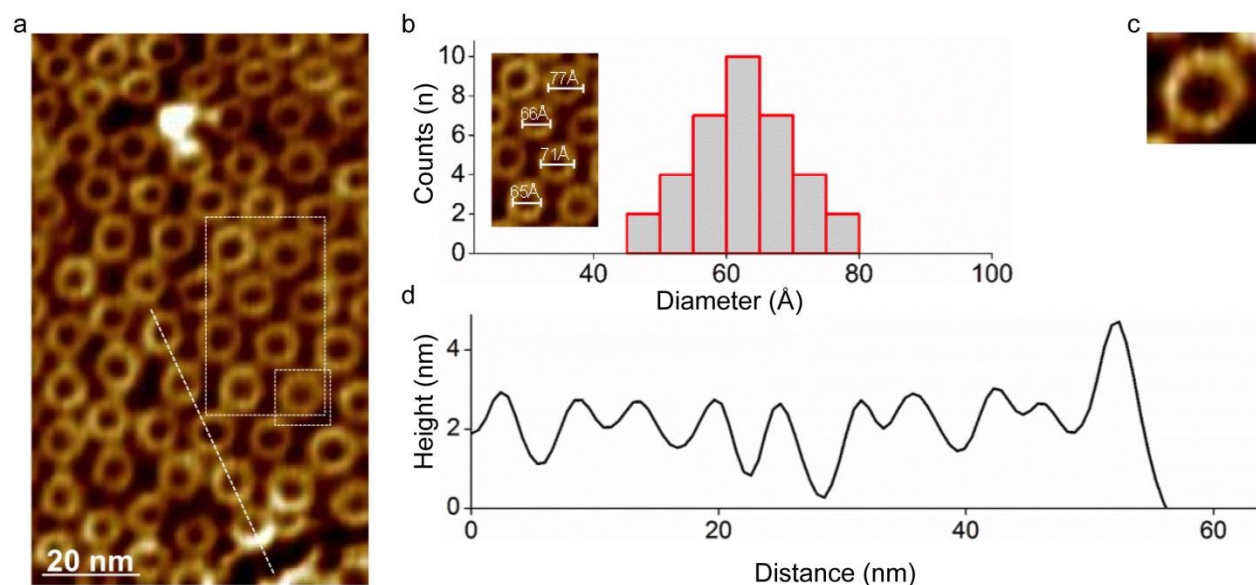 a
20 nm
b
Counts (n)
10
8
6
4
2
0
77Å
66Å
71Å
65Å
40
60
80
100
Diameter (Å)
c
d
Height (nm)
4
2
0
0
20
40
60
Distance (nm)